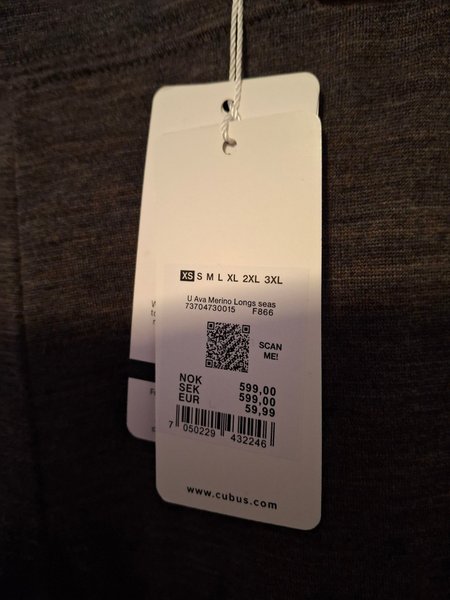 XS S M L XL 2XL 3XL
U Ava Merino Longs seas
73704730015 F866
SCAN
ME!
NOK 599,00
SEK 599,00
EUR 59,99
7 050229 432246
www.cubus.com